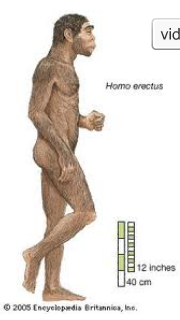 vid
Homo erectus
12 inches
40 cm
© 2005 Encyclopædia Britannica, Inc.